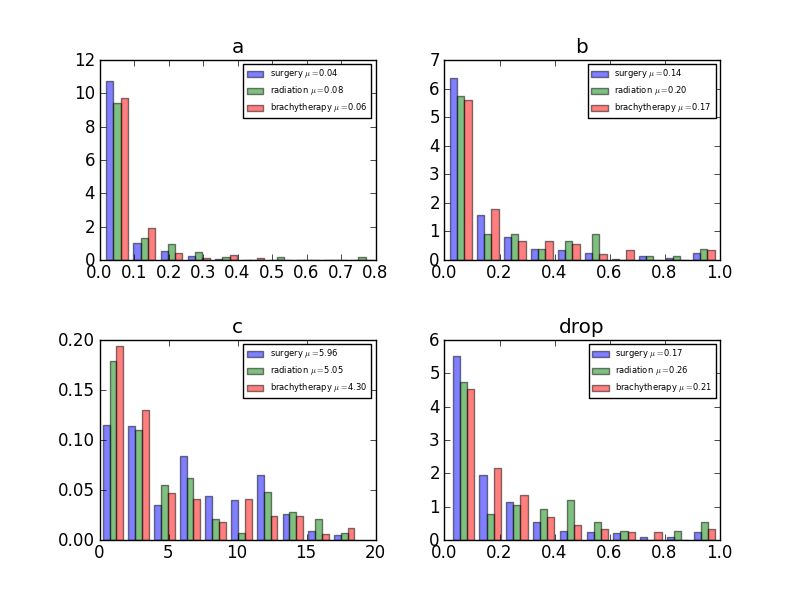 a
12
10
8
6
4
2
0
0.0 0.1 0.2 0.3 0.4 0.5 0.6 0.7 0.8
surgery μ=0.04
radiation μ=0.08
brachytherapy μ=0.06
b
7
6
5
4
3
2
1
0
0.0 0.2 0.4 0.6 0.8 1.0
surgery μ=0.14
radiation μ=0.20
brachytherapy μ=0.17
c
0.20
0.15
0.10
0.05
0.00
0 5 10 15 20
surgery μ=5.96
radiation μ=5.05
brachytherapy μ=4.30
drop
6
5
4
3
2
1
0
0.0 0.2 0.4 0.6 0.8 1.0
surgery μ=0.17
radiation μ=0.26
brachytherapy μ=0.21